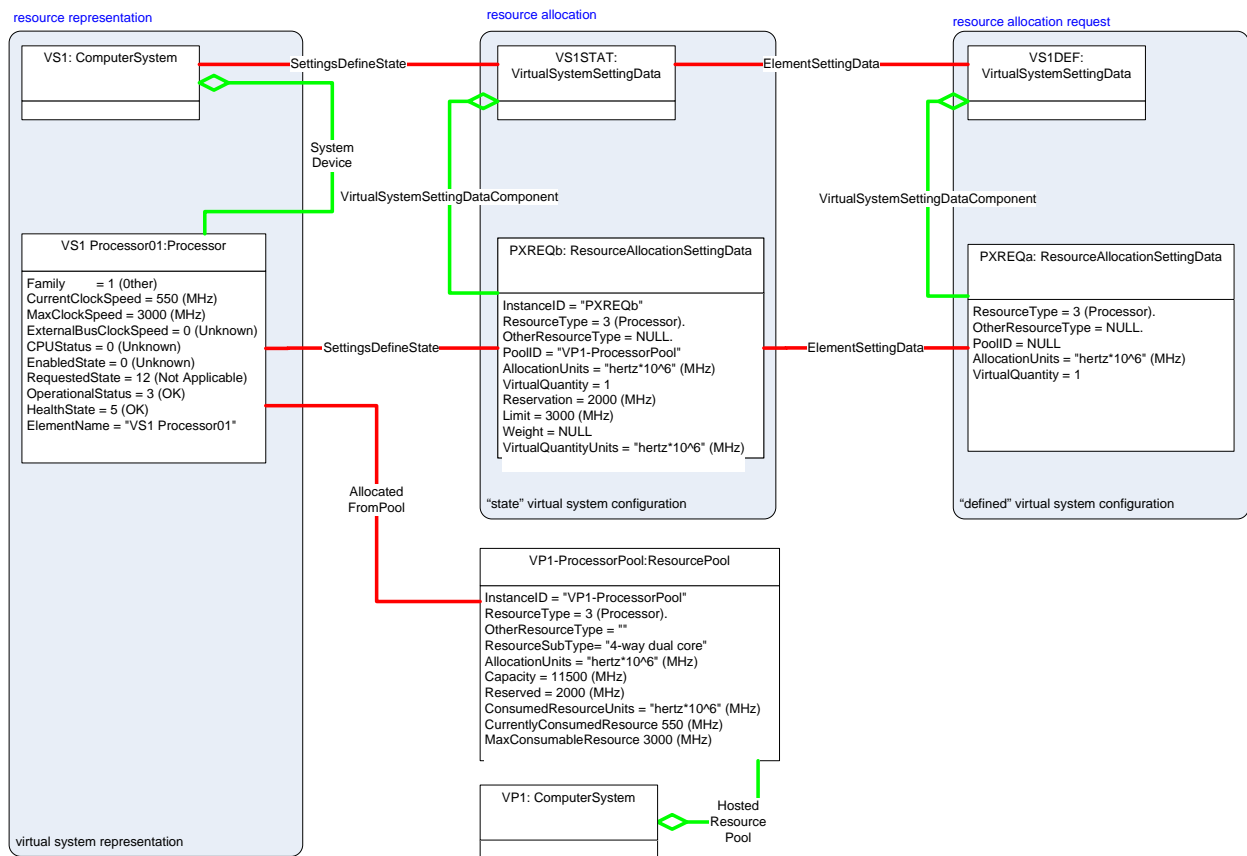 resource representation
VS1: ComputerSystem
System
Device
VS1 Processor01:Processor
Family = 1 (0ther)
CurrentClockSpeed = 550 (MHz)
MaxClockSpeed = 3000 (MHz)
ExternalBusClockSpeed = 0 (Unknown)
CPUStatus = 0 (Unknown)
EnabledState = 0 (Unknown)
RequestedState = 12 (Not Applicable)
OperationalStatus = 3 (OK)
HealthState = 5 (OK)
ElementName = "VS1 Processor01"
virtual system representation
SettingsDefineState
SettingsDefineState
Allocated
FromPool
resource allocation
VS1STAT:
VirtualSystemSettingData
VirtualSystemSettingDataComponent
PXREQb: ResourceAllocationSettingData
InstanceID = "PXREQb"
ResourceType = 3 (Processor).
OtherResourceType = NULL.
PoolID = "VP1-ProcessorPool"
AllocationUnits = "hertz*10^6" (MHz)
VirtualQuantity = 1
Reservation = 2000 (MHz)
Limit = 3000 (MHz)
Weight = NULL
VirtualQuantityUnits = "hertz*10^6" (MHz)
“state” virtual system configuration
ElementSettingData
ElementSettingData
resource allocation request
VS1DEF:
VirtualSystemSettingData
VirtualSystemSettingDataComponent
PXREQa: ResourceAllocationSettingData
ResourceType = 3 (Processor).
OtherResourceType = NULL.
PoolID = NULL
AllocationUnits = "hertz*10^6" (MHz)
VirtualQuantity = 1
“defined” virtual system configuration
VP1-ProcessorPool:ResourcePool
InstanceID = "VP1-ProcessorPool"
ResourceType = 3 (Processor).
OtherResourceType = ""
ResourceSubType= "4-way dual core"
AllocationUnits = "hertz*10^6" (MHz)
Capacity = 11500 (MHz)
Reserved = 2000 (MHz)
ConsumedResourceUnits = "hertz*10^6" (MHz)
CurrentlyConsumedResource 550 (MHz)
MaxConsumableResource 3000 (MHz)
VP1: ComputerSystem
Hosted
Resource
Pool